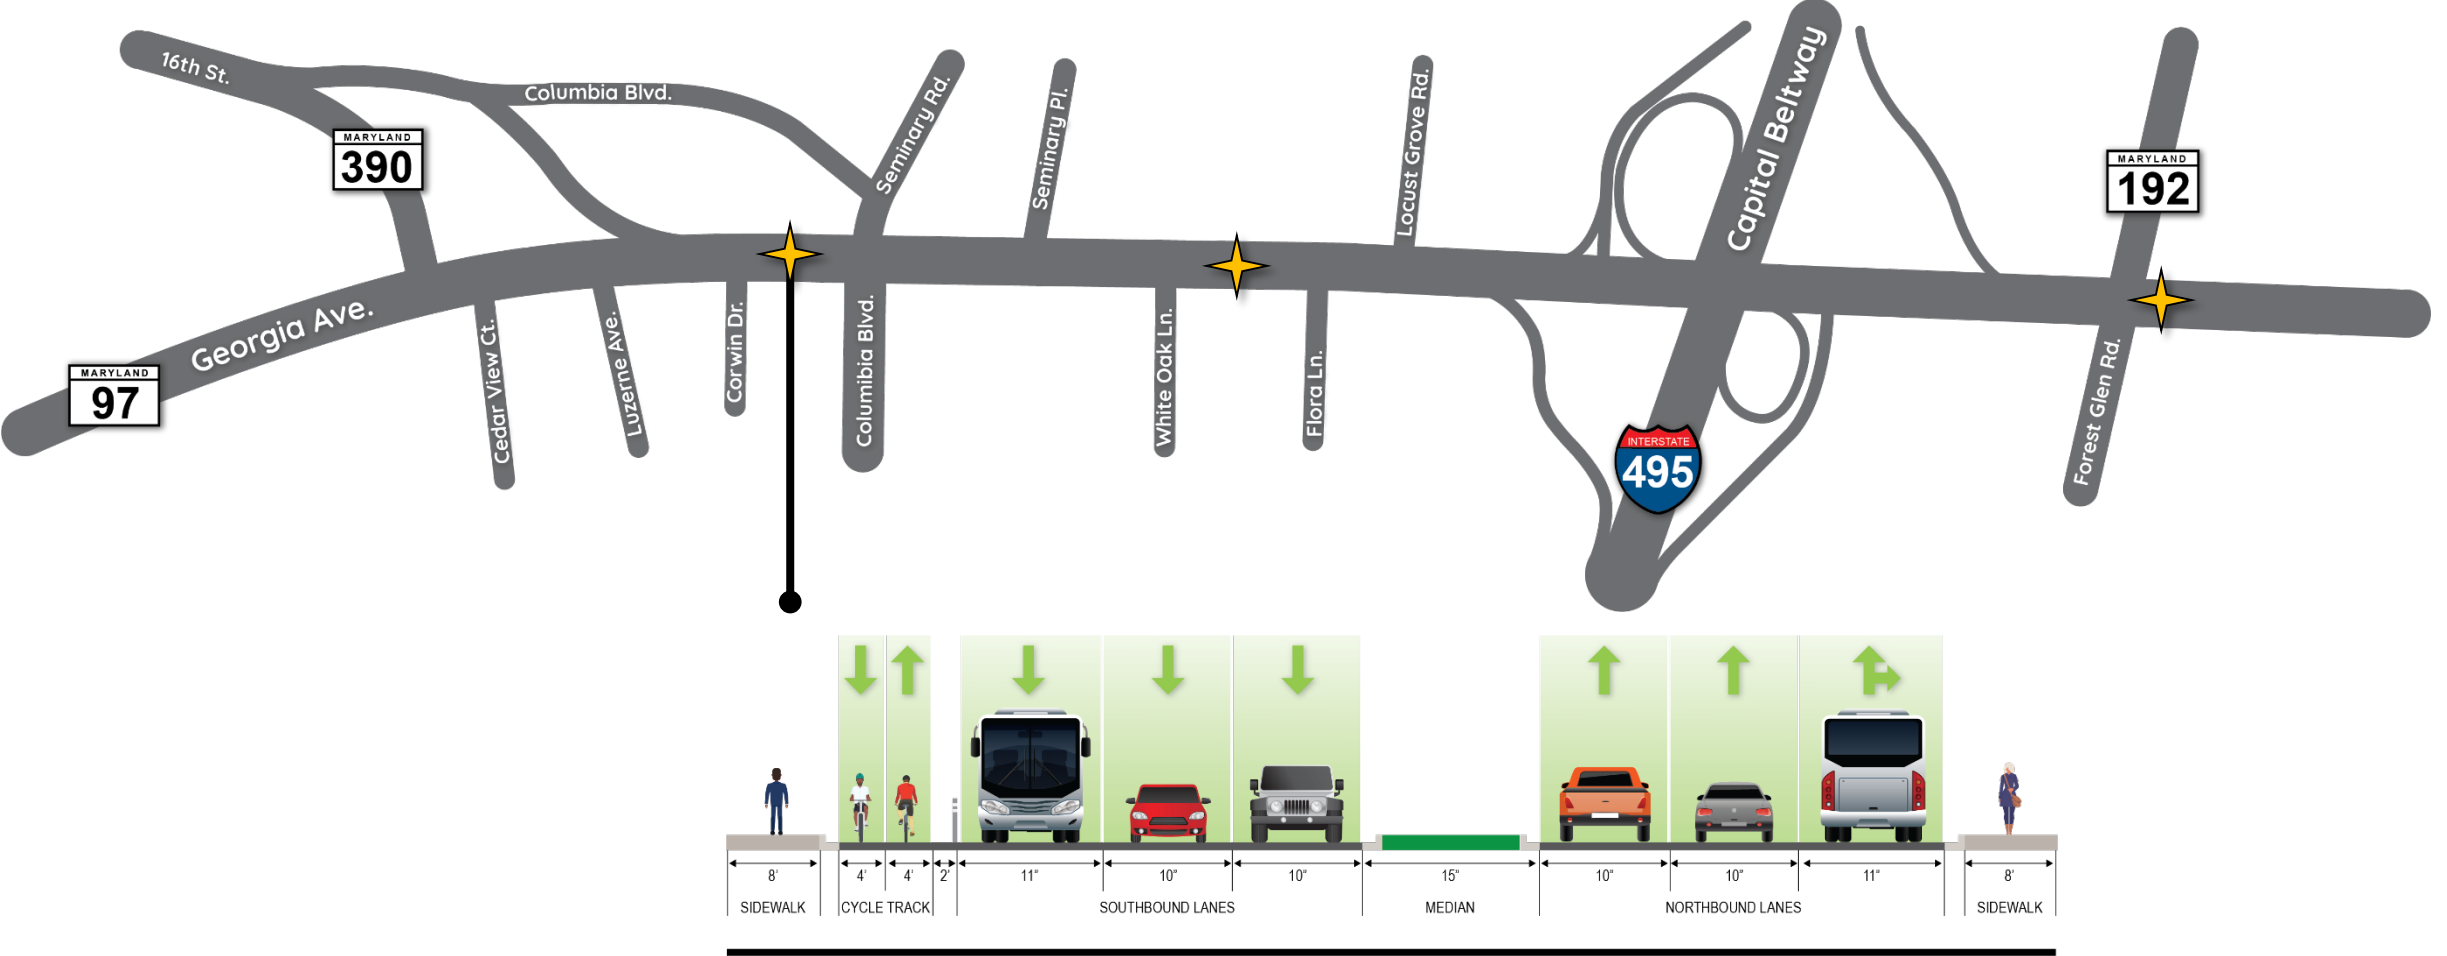 16th St.
Columbia Blvd.
Seminary Rd.
Seminary Pl.
Locust Grove Rd.
Capital Beltway
MARYLAND
390
MARYLAND
192
Georgia Ave.
MARYLAND
97
Cedar View Ct.
Luzerne Ave.
Corwin Dr.
Columibia Blvd.
White Oak Ln.
Flora Ln.
INTERSTATE
495
Forest Glen Rd.
8' 4' 4' 2' 11" 10" 10" 15" 10" 10" 11" 8'
SIDEWALK CYCLE TRACK SOUTHBOUND LANES MEDIAN NORTHBOUND LANES SIDEWALK